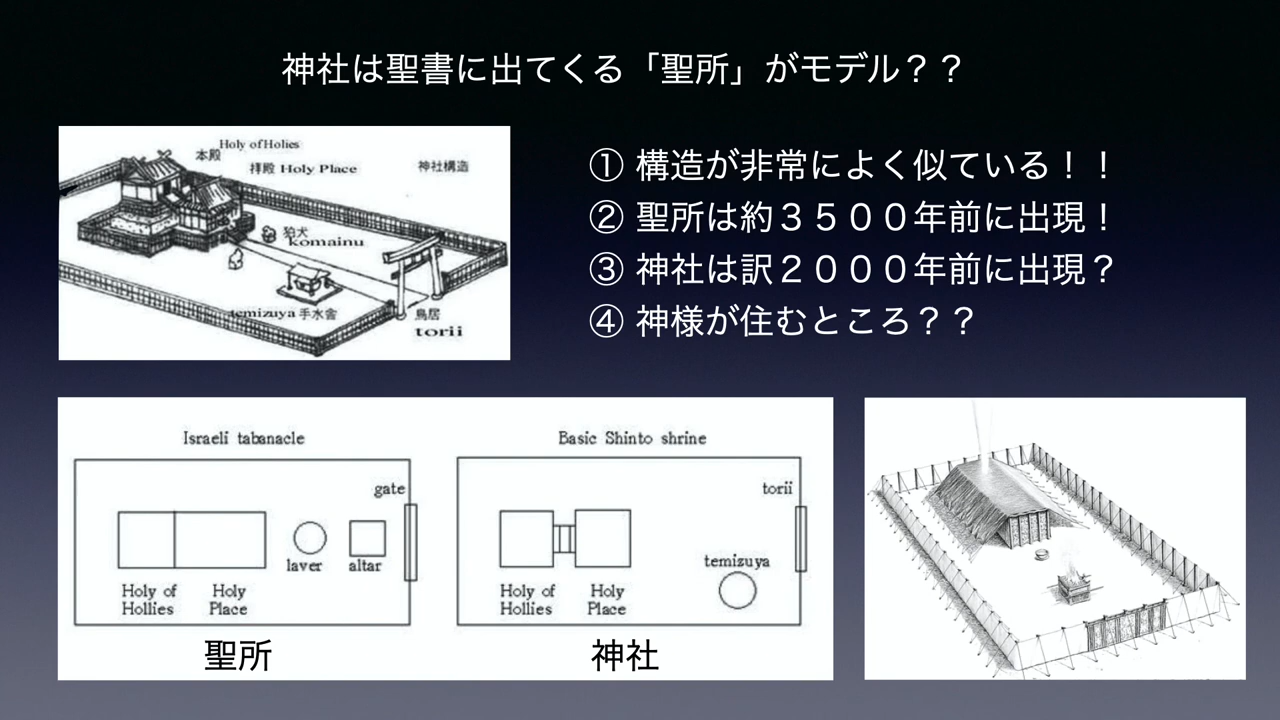 神社は聖書に出てくる「聖所」がモデル？？
Holy of Holies
本殿
拝殿 Holy Place
神社構造
狛犬
komainu
temizuya 手水舎
鳥居
torii
① 構造が非常によく似ている！！
② 聖所は約３５００年前に出現！
③ 神社は訳２０００年前に出現？
④ 神様が住むところ？？
Israeli tabanacle
gate
laver
altar
Holy of
Hollies
Holy
Place
聖所
Basic Shinto shrine
torii
temizuya
Holy of
Hollies
Holy
Place
神社